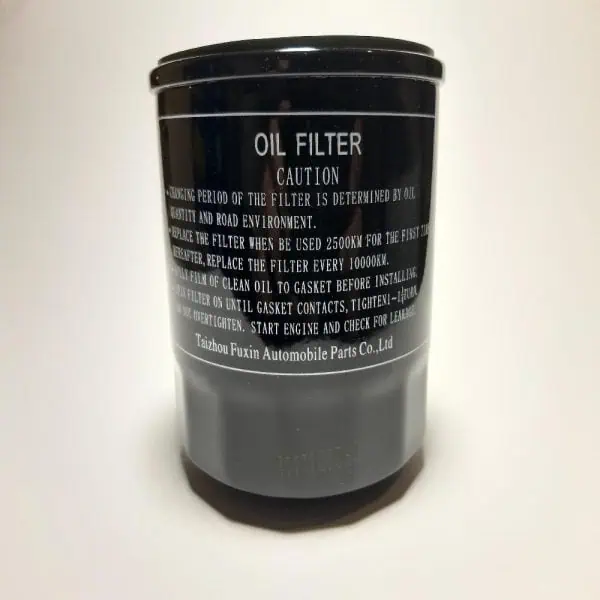 OIL FILTER
CAUTION
CHANGING PERIOD OF THE FILTER IS DETERMINED BY OIL
QUANTITY AND ROAD ENVIRONMENT.
REPLACE THE FILTER WHEN BE USED 2500KM FOR THE FIRST TIME
HEREAFTER, REPLACE THE FILTER EVERY 10000KM.
FILM OF CLEAN OIL TO GASKET BEFORE INSTALLING.
FILTER ON UNTIL GASKET CONTACTS, TIGHTEN
NOT OVERTIGHTEN. START ENGINE AND CHECK FOR LEAKAGE.
Taizhou Fuxin Automobile Parts Co.,Ltd